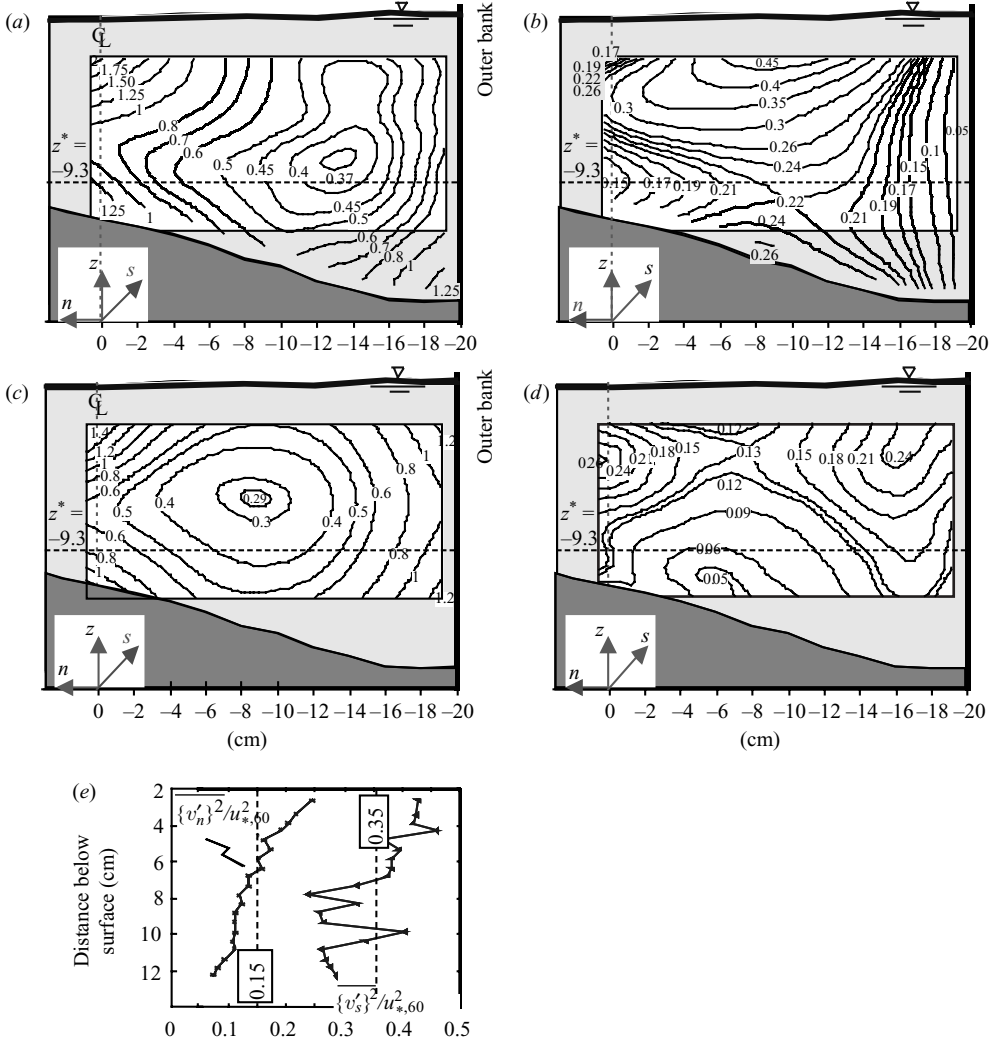 (a)
C
L
Outer bank
1.75
1.50
1.25
1
0.8
0.7
0.6
0.5
0.45
0.4
0.37
z* =
–9.3
1.25
1
0.45
0.5
0.6
0.7
0.8
1
1.25
z
s
n
0 –2 –4 –6 –8 –10 –12 –14 –16 –18 –20
(b)
0.17
0.19
0.22
0.26
0.3
0.45
0.4
0.35
0.3
0.26
0.24
0.05
0.1
0.15
0.17
0.19
0.21
z* =
–9.3
0.15
0.17
0.19
0.21
0.22
0.24
0.26
z
s
n
0 –2 –4 –6 –8 –10 –12 –14 –16 –18 –20
(c)
C
L
Outer bank
1.4
1.2
1
0.8
0.6
0.5
0.4
0.29
0.3
0.4
0.5
0.6
0.8
1
1.2
z* =
–9.3
0.6
0.8
1
0.8
1
1.2
z
s
n
0 –2 –4 –6 –8 –10 –12 –14 –16 –18 –20
(cm)
(d)
0.26
0.24
0.21
0.18
0.15
0.12
0.13
0.15
0.18
0.21
0.24
0.12
0.09
0.06
0.05
z* =
–9.3
z
s
n
0 –2 –4 –6 –8 –10 –12 –14 –16 –18 –20
(cm)
(e)
Distance below
surface (cm)
2
4
6
8
10
12
{v′n}²/u²*,60
0.15
0.35
{v′s}²/u²*,60
0 0.1 0.2 0.3 0.4 0.5